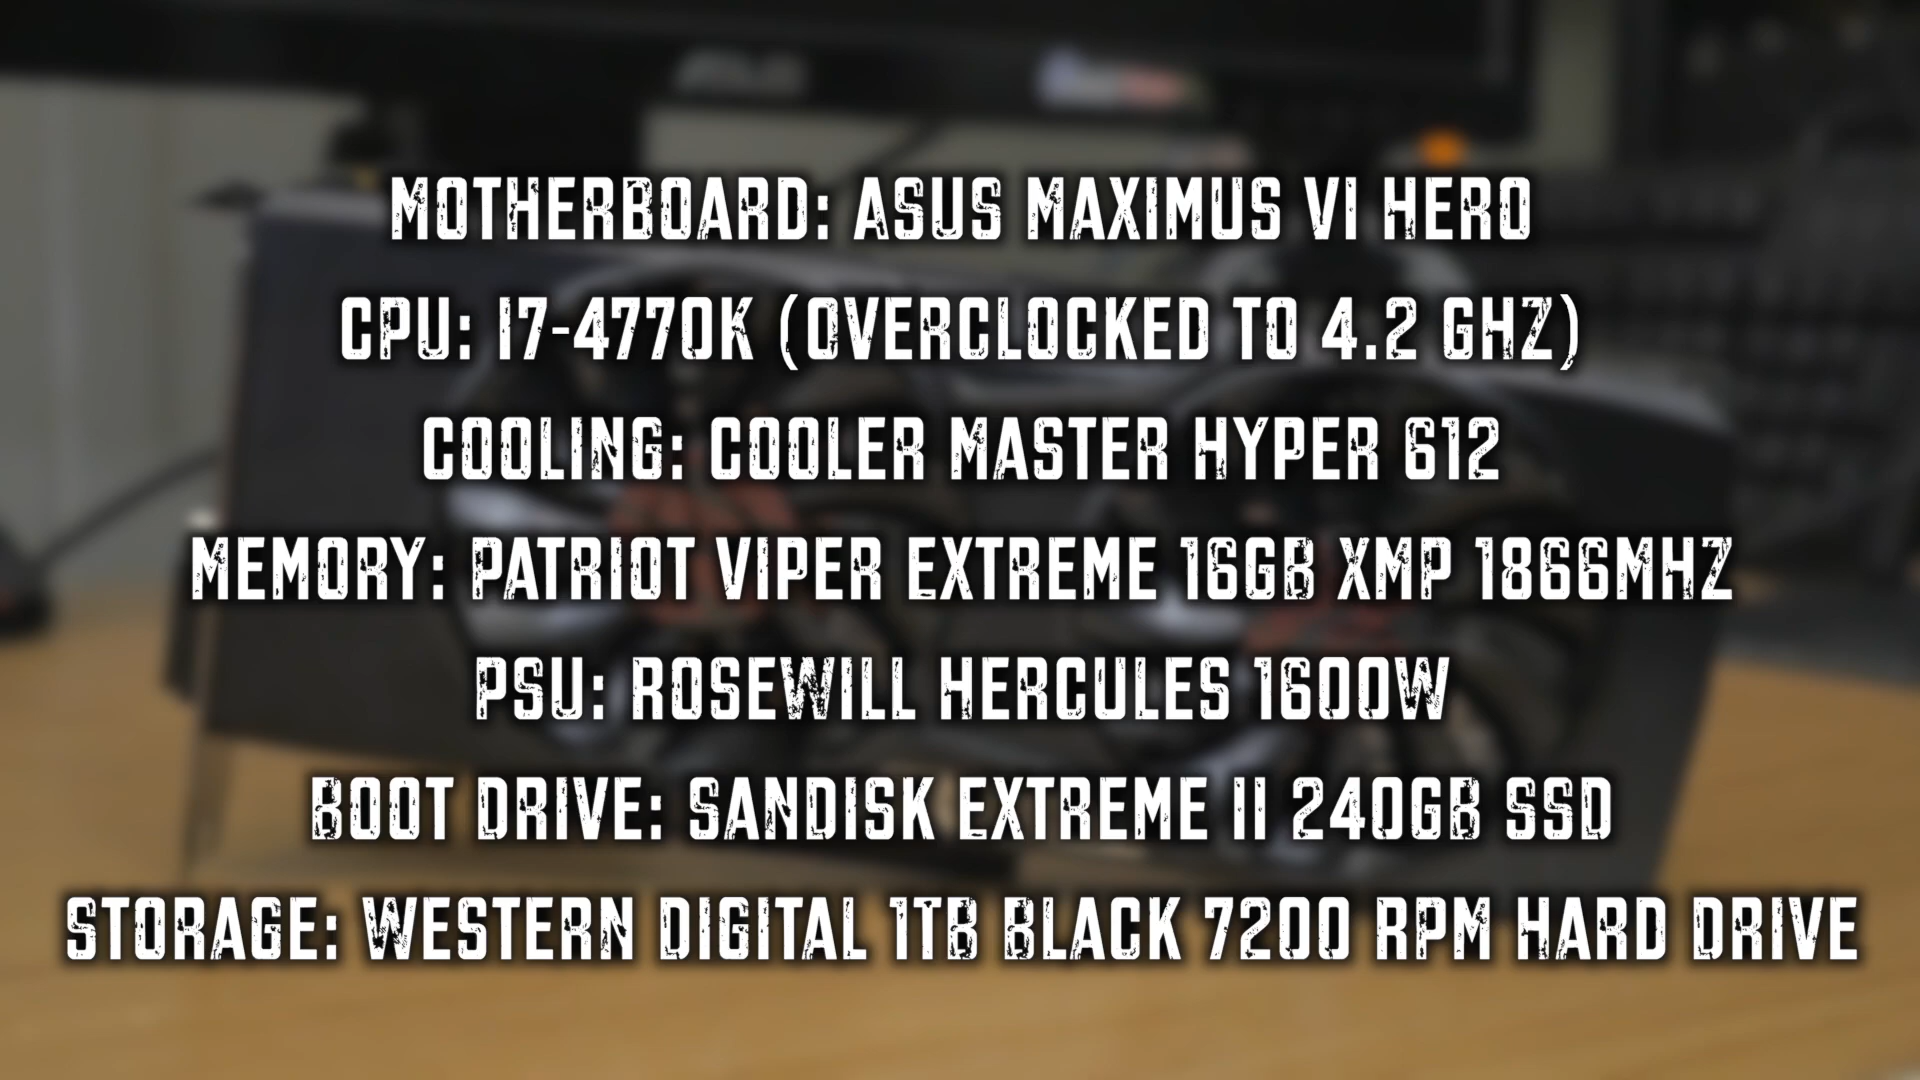 MOTHERBOARD: ASUS MAXIMUS VI HERO
CPU: I7-4770K (OVERCLOCKED TO 4.2 GHZ)
COOLING: COOLER MASTER HYPER 612
MEMORY: PATRIOT VIPER EXTREME 16GB XMP 1866MHZ
PSU: ROSEWILL HERCULES 1600W
BOOT DRIVE: SANDISK EXTREME II 240GB SSD
STORAGE: WESTERN DIGITAL 1TB BLACK 7200 RPM HARD DRIVE